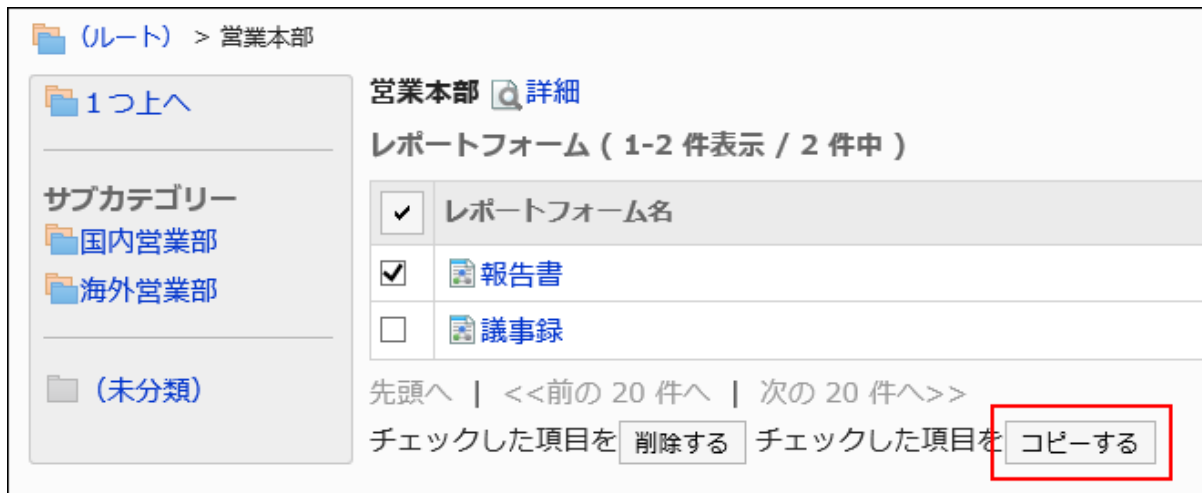 （ルート） > 営業本部
1つ上へ
サブカテゴリー
国内営業部
海外営業部
（未分類）
営業本部 詳細
レポートフォーム ( 1-2 件表示 / 2 件中 )
レポートフォーム名
報告書
議事録
先頭へ | <<前の 20 件へ | 次の 20 件へ>>
チェックした項目を 削除する チェックした項目を コピーする